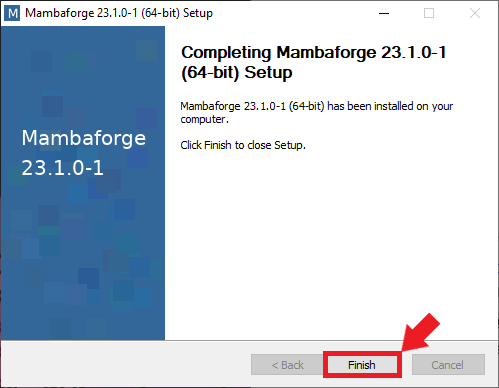 M Mambaforge 23.1.0-1 (64-bit) Setup
Completing Mambaforge 23.1.0-1
(64-bit) Setup
Mambaforge 23.1.0-1 (64-bit) has been installed on your
computer.
Click Finish to close Setup.
Mambaforge
23.1.0-1
< Back Finish Cancel